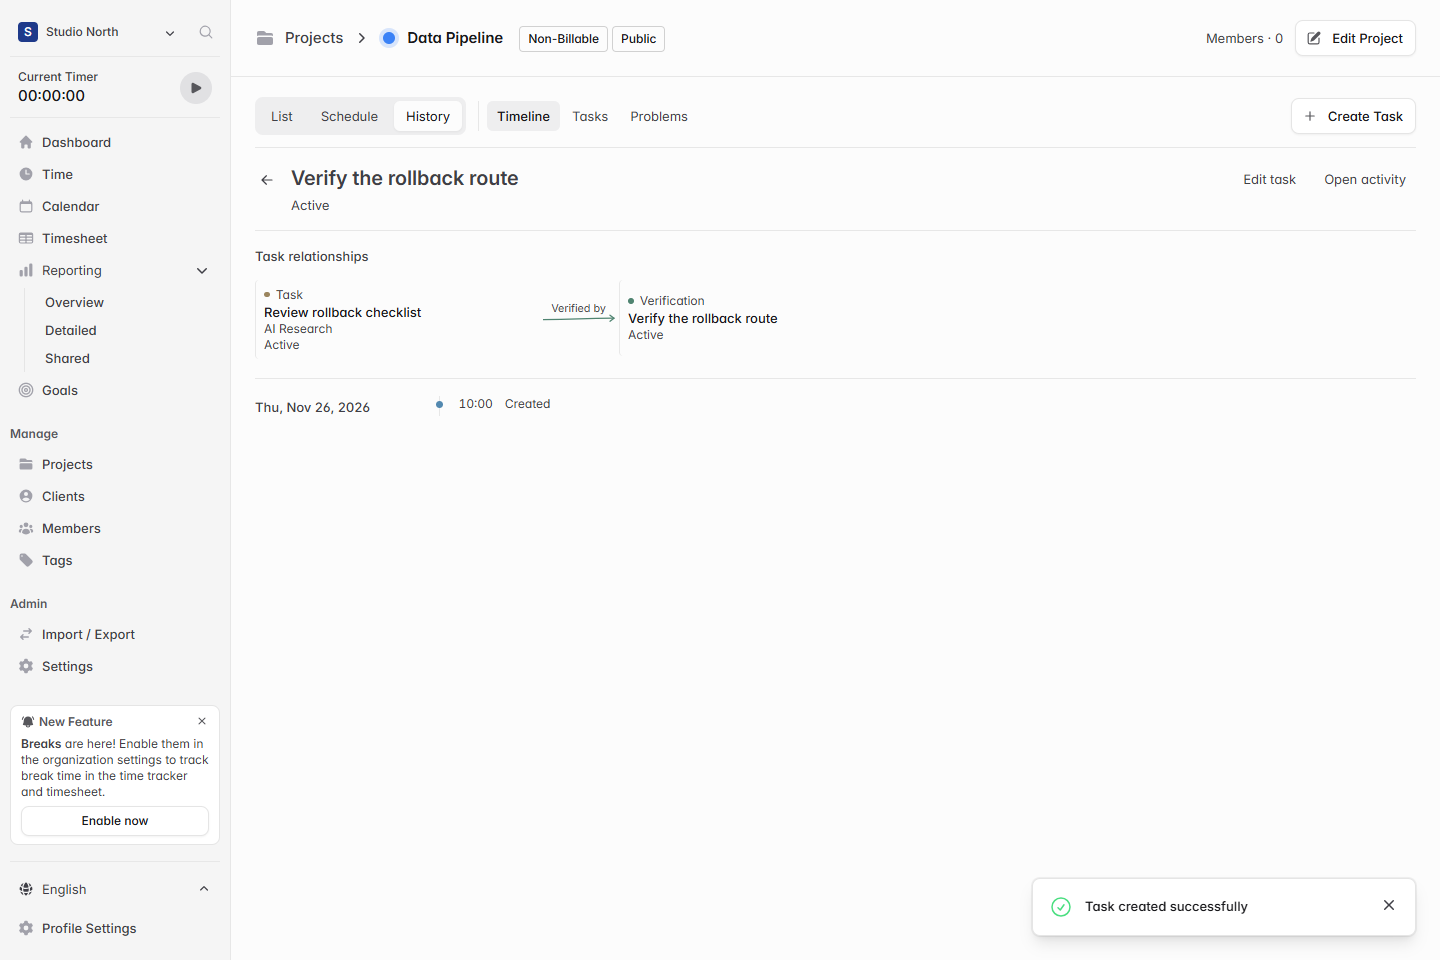 S Studio North
Current Timer
00:00:00
Dashboard
Time
Calendar
Timesheet
Reporting
Overview
Detailed
Shared
Goals
Manage
Projects
Clients
Members
Tags
Admin
Import / Export
Settings
New Feature
Breaks are here! Enable them in
the organization settings to track
break time in the time tracker
and timesheet.
Enable now
English
Profile Settings
Projects Data Pipeline Non-Billable Public Members · 0 Edit Project
List Schedule History Timeline Tasks Problems Create Task
Verify the rollback route Edit task Open activity
Active
Task relationships
Task
Review rollback checklist
AI Research
Active
Verified by
Verification
Verify the rollback route
Active
Thu, Nov 26, 2026 10:00 Created
Task created successfully